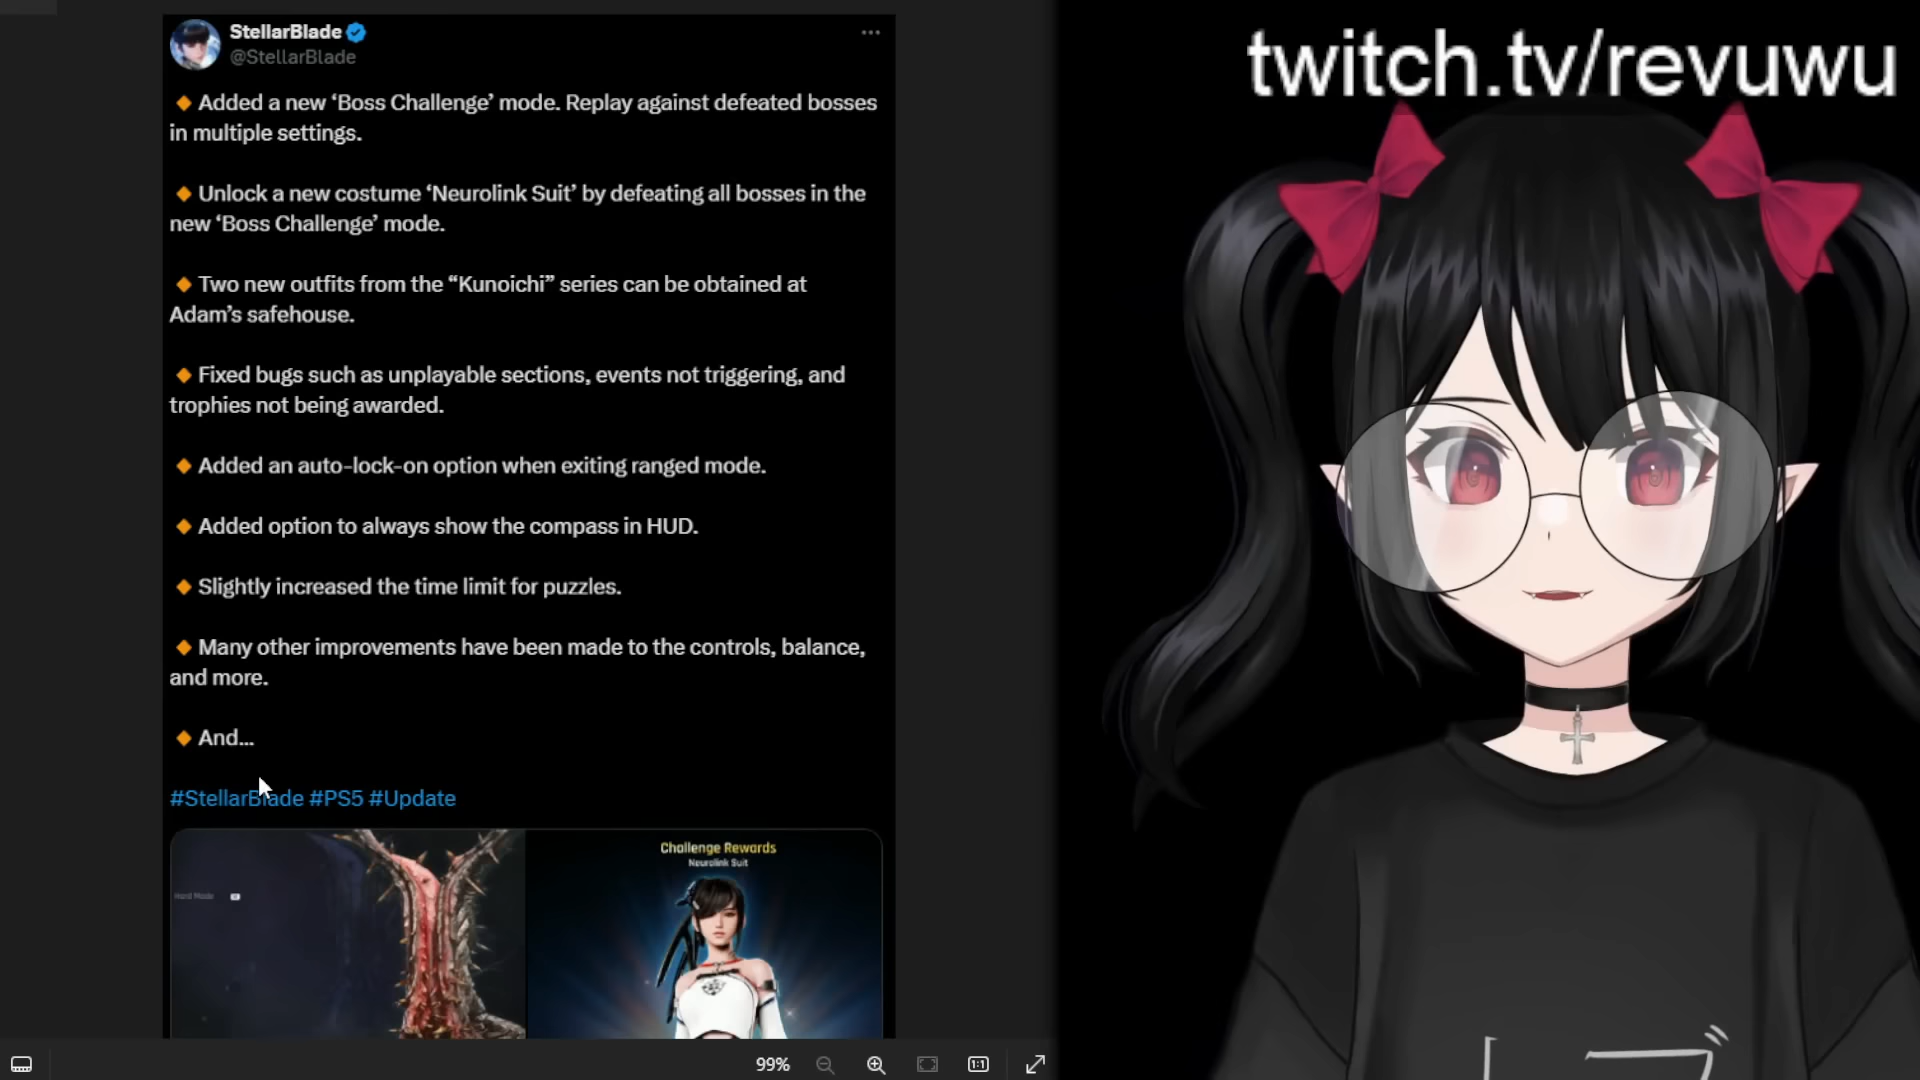 twitch.tv/revuwu
StellarBlade
@StellarBlade
🔸Added a new ‘Boss Challenge’ mode. Replay against defeated bosses
in multiple settings.
🔸Unlock a new costume ‘Neurolink Suit’ by defeating all bosses in the
new ‘Boss Challenge’ mode.
🔸Two new outfits from the “Kunoichi” series can be obtained at
Adam’s safehouse.
🔸Fixed bugs such as unplayable sections, events not triggering, and
trophies not being awarded.
🔸Added an auto-lock-on option when exiting ranged mode.
🔸Added option to always show the compass in HUD.
🔸Slightly increased the time limit for puzzles.
🔸Many other improvements have been made to the controls, balance,
and more.
🔸And...
#StellarBlade #PS5 #Update
Hard Mode
Challenge Rewards
Neurolink Suit
99%
1:1